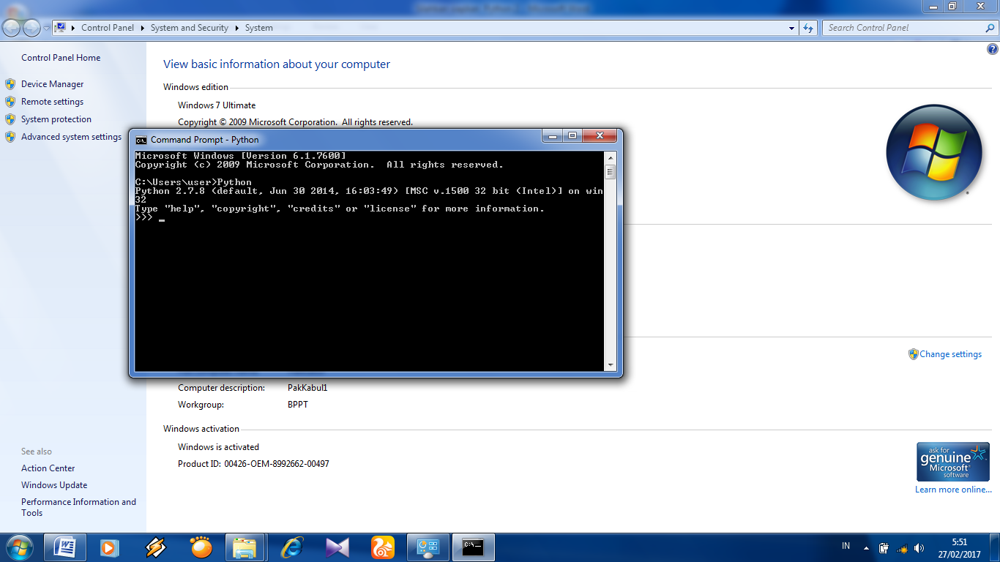 Control Panel
System and Security
System
Search Control Panel
Control Panel Home
Device Manager
Remote settings
System protection
Advanced system settings
View basic information about your computer
Windows edition
Windows 7 Ultimate
Copyright © 2009 Microsoft Corporation.  All rights reserved.
Command Prompt - Python
Microsoft Windows [Version 6.1.7600]
Copyright (c) 2009 Microsoft Corporation.  All rights reserved.
C:\Users\user>Python
Python 2.7.8 (default, Jun 30 2014, 16:03:49) [MSC v.1500 32 bit (Intel)] on win
32
Type "help", "copyright", "credits" or "license" for more information.
>>> _
Change settings
Computer description: PakKabul1
Workgroup: BPPT
Windows activation
Windows is activated
Product ID: 00426-OEM-8992662-00497
ask for
genuine
Microsoft®
software
Learn more online...
See also
Action Center
Windows Update
Performance Information and
Tools
IN
5:51
27/02/2017